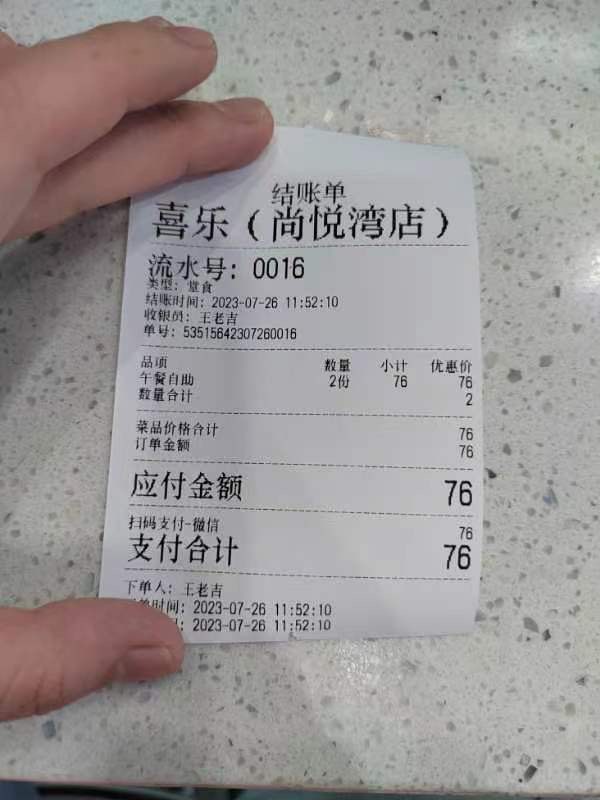 结账单
喜乐（尚悦湾店）
流水号: 0016
类型: 堂食
结账时间: 2023-07-26 11:52:10
收银员: 王老吉
单号: 53515642307260016
品项 数量 小计 优惠价
午餐自助 2份 76 76
数量合计 2
菜品价格合计 76
订单金额 76
应付金额 76
扫码支付-微信 76
支付合计 76
下单人: 王老吉
时间: 2023-07-26 11:52:10
: 2023-07-26 11:52:10